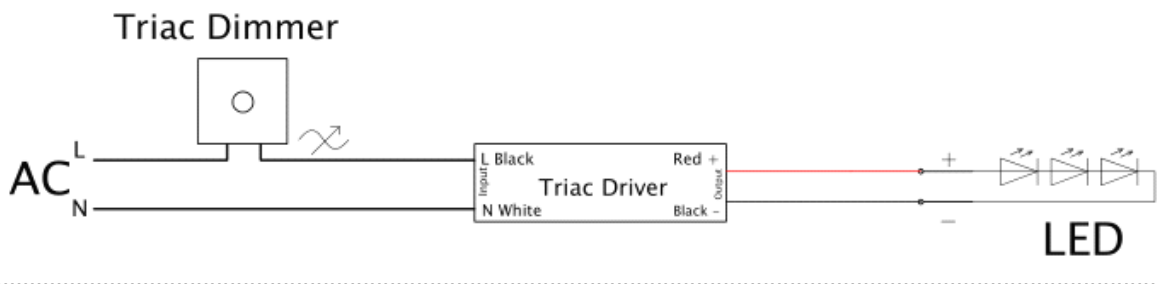 Triac Dimmer
L
AC
N
L Black
Red +
Input
Triac Driver
Output
N White
Black -
+
−
LED